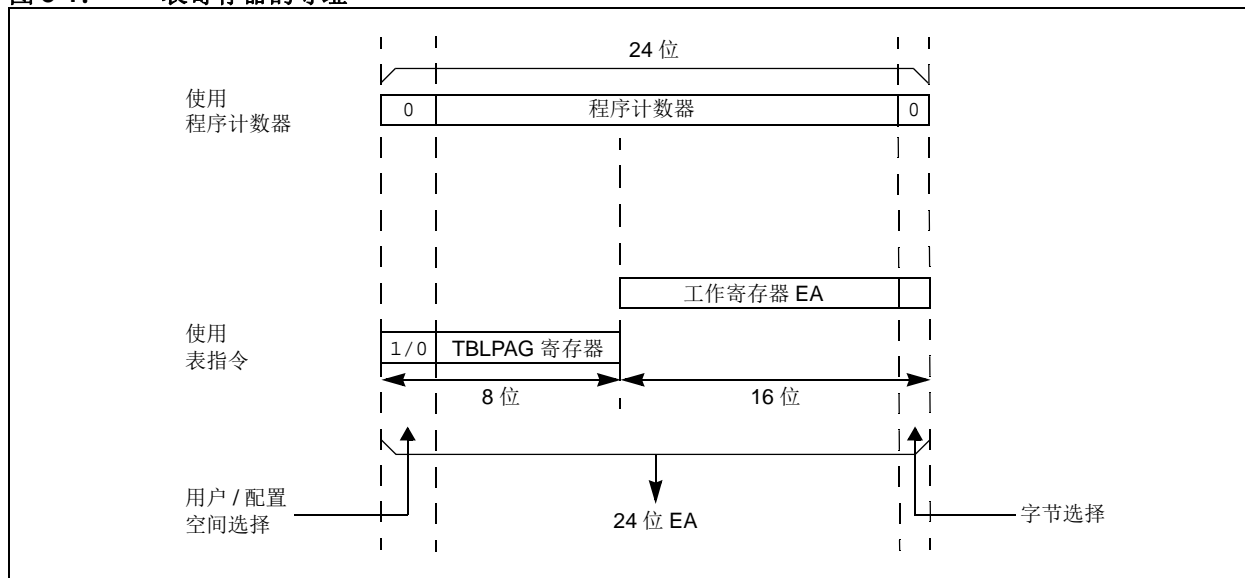 24 位
使用
程序计数器
0
程序计数器
0
工作寄存器 EA
使用
表指令
1/0
TBLPAG 寄存器
8 位
16 位
用户 / 配置
空间选择
24 位 EA
字节选择